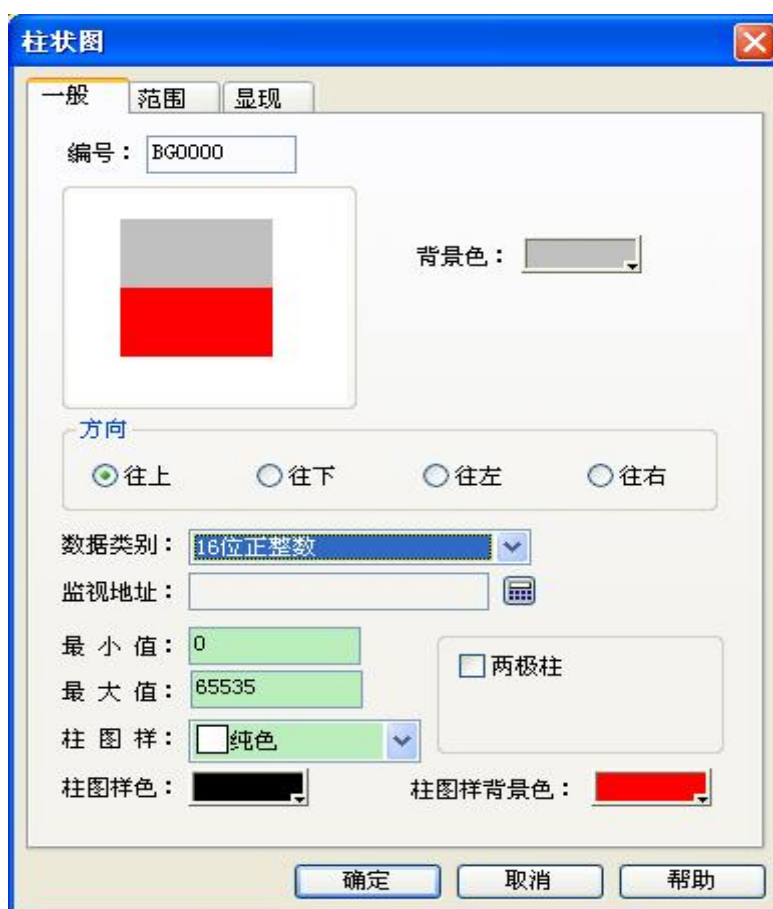 柱状图
一般 范围 显现
编号： BG0000
背景色：
方向
往上 往下 往左 往右
数据类别： 16位正整数
监视地址：
最 小 值： 0
两极柱
最 大 值： 65535
柱 图 样： 纯色
柱图样色： 柱图样背景色：
确定 取消 帮助